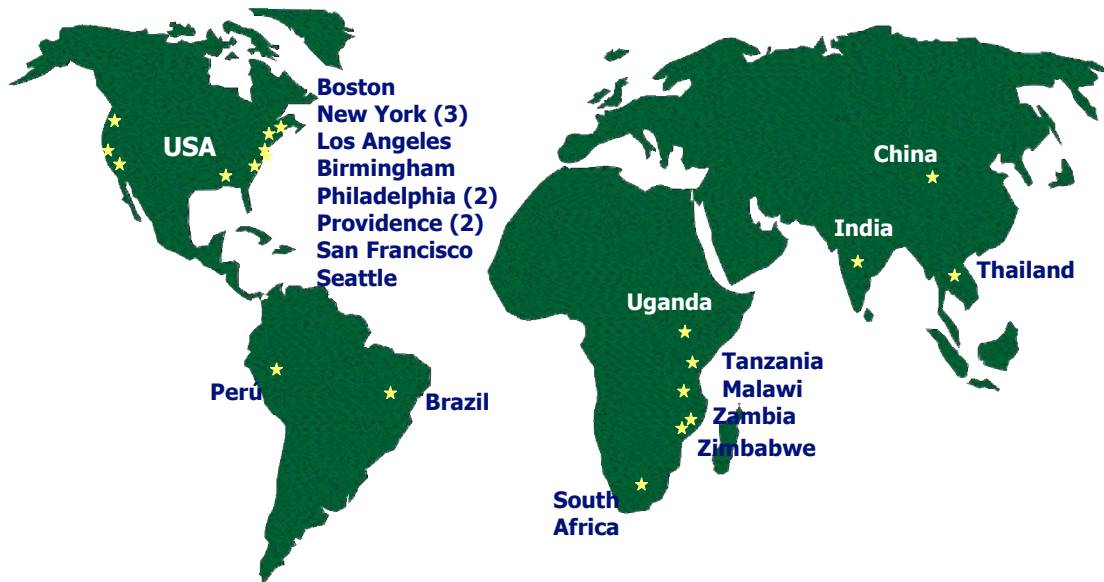 Boston
New York (3)
Los Angeles
Birmingham
Philadelphia (2)
Providence (2)
San Francisco
Seattle
USA
Perú
Brazil
China
India
Thailand
Uganda
Tanzania
Malawi
Zambia
Zimbabwe
South
Africa